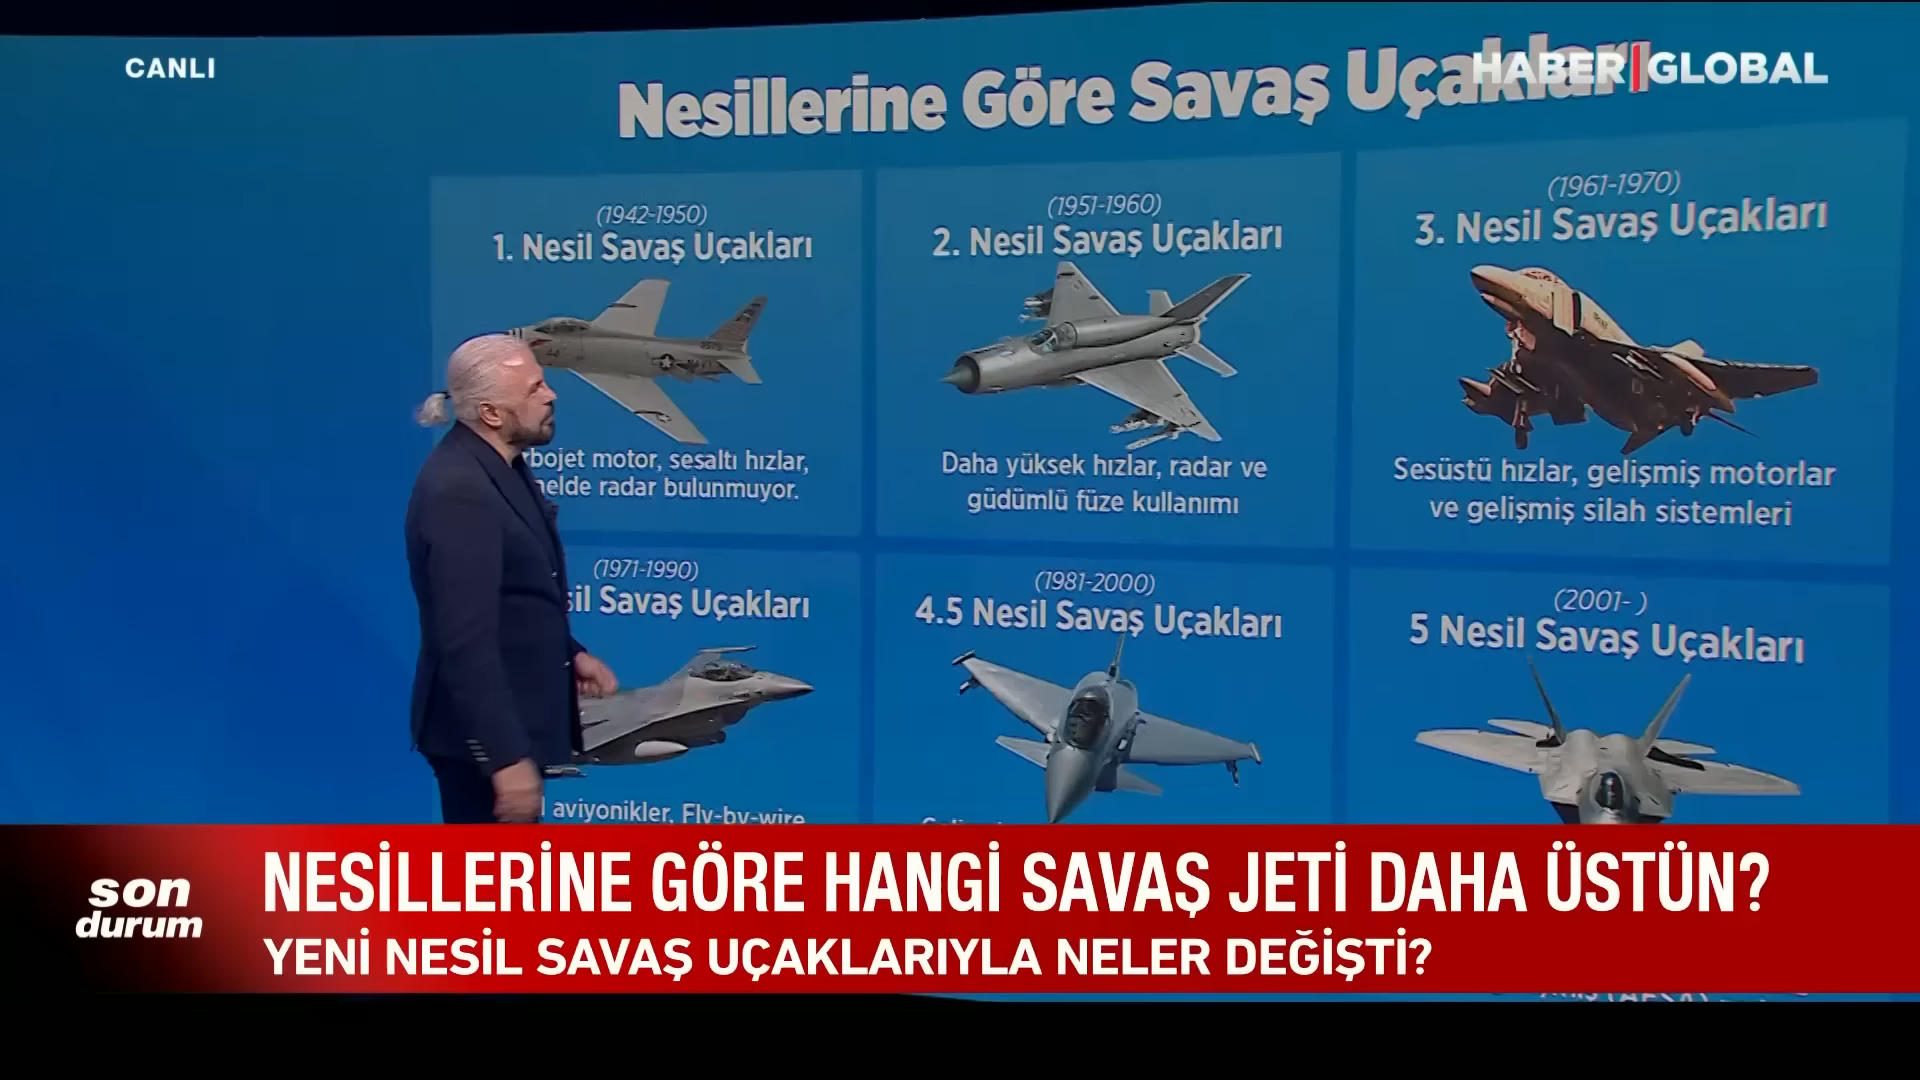 CANLI
HABER GLOBAL
Nesillerine Göre Savaş Uçakları
(1942-1950)
1. Nesil Savaş Uçakları
bojet motor, sesaltı hızlar,
nelde radar bulunmuyor.
(1951-1960)
2. Nesil Savaş Uçakları
Daha yüksek hızlar, radar ve
güdümlü füze kullanımı
(1961-1970)
3. Nesil Savaş Uçakları
Sesüstü hızlar, gelişmiş motorlar
ve gelişmiş silah sistemleri
(1971-1990)
sil Savaş Uçakları
aviyonikler, Fly-by-wire
(1981-2000)
4.5 Nesil Savaş Uçakları
(2001- )
5 Nesil Savaş Uçakları
son
durum
NESİLLERİNE GÖRE HANGİ SAVAŞ JETİ DAHA ÜSTÜN?
YENİ NESİL SAVAŞ UÇAKLARIYLA NELER DEĞİŞTİ?